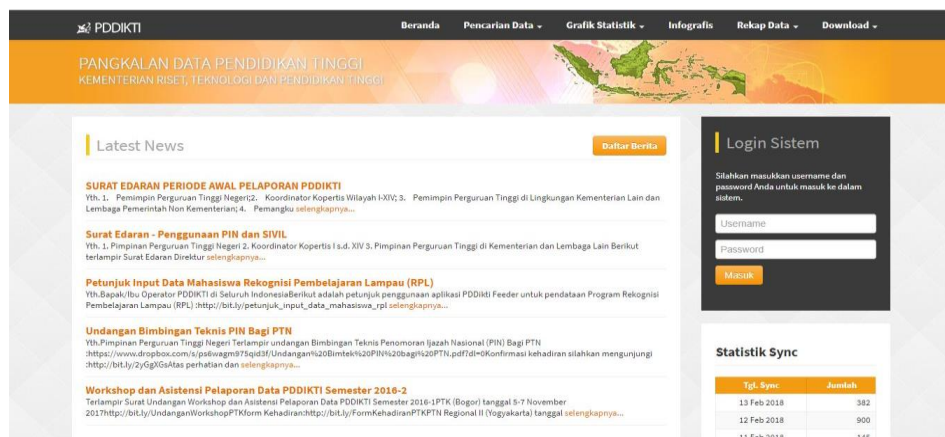 PDDIKTI
Beranda Pencarian Data Grafik Statistik Infografis Rekap Data Download
PANGKALAN DATA PENDIDIKAN TINGGI
KEMENTERIAN RISET, TEKNOLOGI DAN PENDIDIKAN TINGGI
Latest News
Daftar Berita
SURAT EDARAN PERIODE AWAL PELAPORAN PDDIKTI
Yth. 1. Pemimpin Perguruan Tinggi Negeri;2. Koordinator Kopertis Wilayah I-XIV; 3. Pemimpin Perguruan Tinggi di Lingkungan Kementerian Lain dan
Lembaga Pemerintah Non Kementerian; 4. Pemangku selengkapnya...
Surat Edaran - Penggunaan PIN dan SIVIL
Yth. 1. Pimpinan Perguruan Tinggi Negeri 2. Koordinator Kopertis I s.d. XIV 3. Pimpinan Perguruan Tinggi di Kementerian dan Lembaga Lain Berikut
terlampir Surat Edaran Direktur selengkapnya...
Petunjuk Input Data Mahasiswa Rekognisi Pembelajaran Lampau (RPL)
Yth.Bapak/Ibu Operator PDDIKTI di Seluruh IndonesiaBerikut adalah petunjuk penggunaan aplikasi PDDikti Feeder untuk pendataan Program Rekognisi
Pembelajaran Lampau (RPL) :http://bit.ly/petunjuk_input_data_mahasiswa_rpl selengkapnya...
Undangan Bimbingan Teknis PIN Bagi PTN
Yth.Pimpinan Perguruan Tinggi Negeri Terlampir undangan Bimbingan Teknis Penomoran Ijazah Nasional (PIN) Bagi PTN
:https://www.dropbox.com/s/ps6wagm975qid3f/Undangan%20Bimtek%20PIN%20bagi%20PTN.pdf?dl=0Konfirmasi kehadiran silahkan mengunjungi
:http://bit.ly/2yGgXGsAtas perhatian dan selengkapnya...
Workshop dan Asistensi Pelaporan Data PDDIKTI Semester 2016-2
Terlampir Surat Undangan Workshop dan Asistensi Pelaporan Data PDDIKTI Semester 2016-1PTK (Bogor) tanggal 5-7 November
2017http://bit.ly/UndanganWorkshopPTKform Kehadiran:http://bit.ly/FormKehadiranPTKPTN Regional II (Yogyakarta) tanggal selengkapnya...
Login Sistem
Silahkan masukkan username dan
password Anda untuk masuk ke dalam
sistem.
Username
Password
Masuk
Statistik Sync
Tgl. Sync Jumlah
13 Feb 2018 382
12 Feb 2018 900